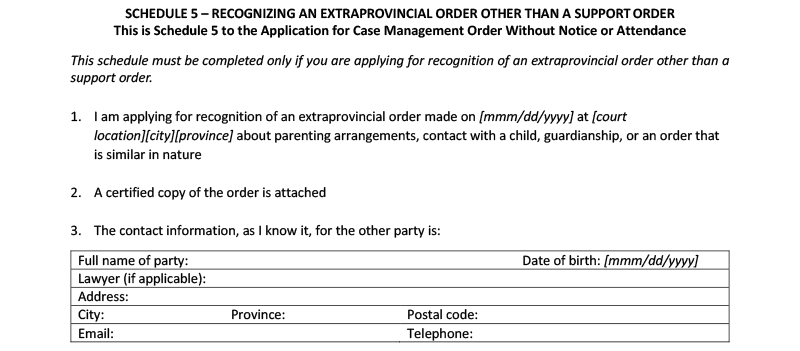 SCHEDULE 5 – RECOGNIZING AN EXTRAPROVINCIAL ORDER OTHER THAN A SUPPORT ORDER
This is Schedule 5 to the Application for Case Management Order Without Notice or Attendance
This schedule must be completed only if you are applying for recognition of an extraprovincial order other than a
support order.
1. I am applying for recognition of an extraprovincial order made on [mmm/dd/yyyy] at [court
location][city][province] about parenting arrangements, contact with a child, guardianship, or an order that
is similar in nature
2. A certified copy of the order is attached
3. The contact information, as I know it, for the other party is:
Full name of party: Date of birth: [mmm/dd/yyyy]
Lawyer (if applicable):
Address:
City: Province: Postal code:
Email: Telephone: